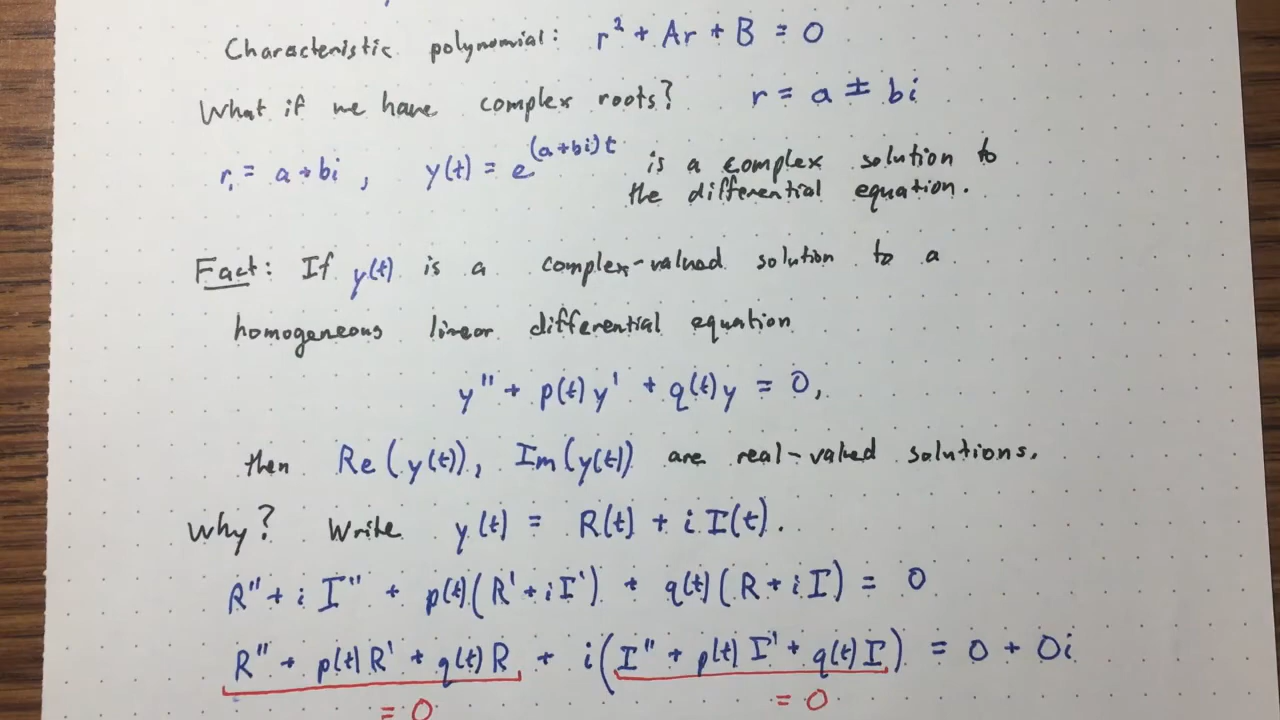 Characteristic polynomial: r² + Ar + B = 0
What if we have complex roots? r = a ± bi
r₁ = a+bi, y(t) = e^(a+bi)t is a complex solution to
the differential equation.
Fact: If y(t) is a complex-valued solution to a
homogeneous linear differential equation
y'' + p(t)y' + q(t)y = 0,
then Re(y(t)), Im(y(t)) are real-valued solutions.
Why? Write y(t) = R(t) + i I(t).
R'' + i I'' + p(t)(R' + i I') + q(t)(R + i I) = 0
R'' + p(t)R' + q(t)R + i(I'' + p(t)I' + q(t)I) = 0 + 0i
= 0 = 0